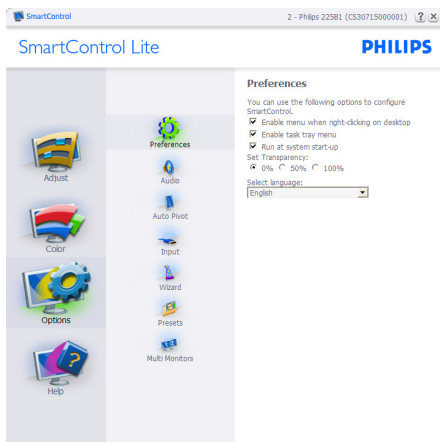 SmartControl
2 - Philips 225B1 (CS30715000001)
SmartControl Lite
PHILIPS
Adjust
Color
Options
Help
Preferences
Audio
Auto Pivot
Input
Wizard
Presets
Multi Monitors
Preferences
You can use the following options to configure
SmartControl.
Enable menu when right-clicking on desktop
Enable task tray menu
Run at system start-up
Set Transparency:
0% 50% 100%
Select language:
English